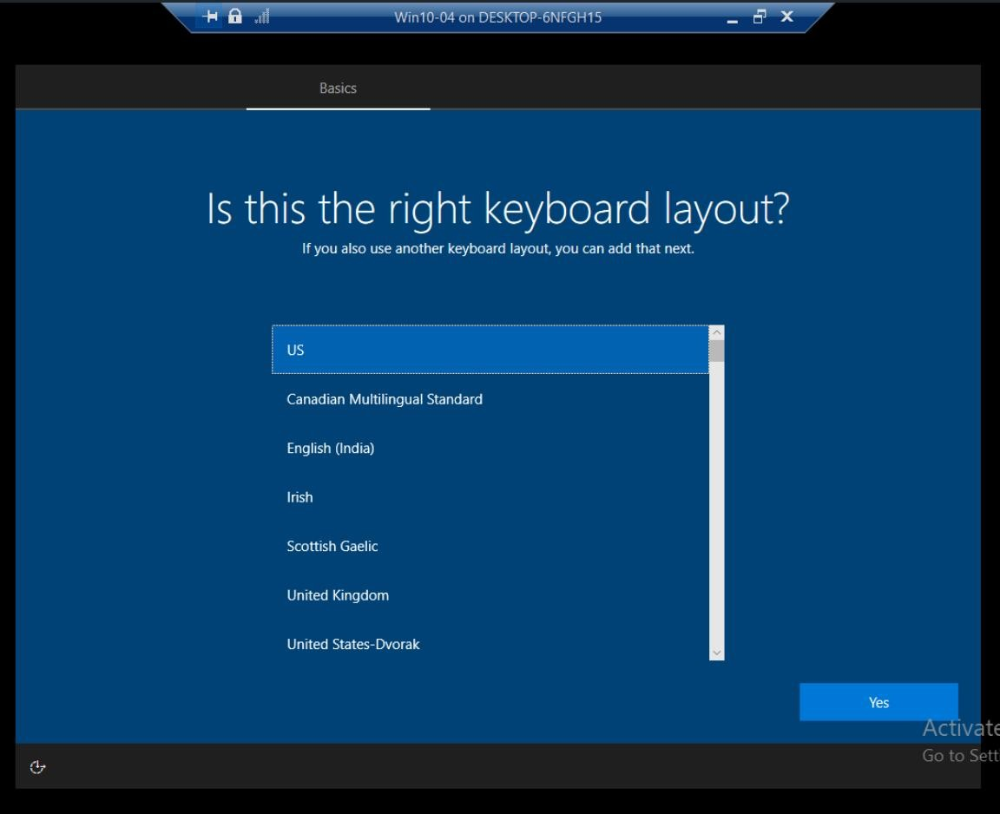 Win10-04 on DESKTOP-6NFGH15
Basics
Is this the right keyboard layout?
If you also use another keyboard layout, you can add that next.
US
Canadian Multilingual Standard
English (India)
Irish
Scottish Gaelic
United Kingdom
United States-Dvorak
Yes
Activate
Go to Sett